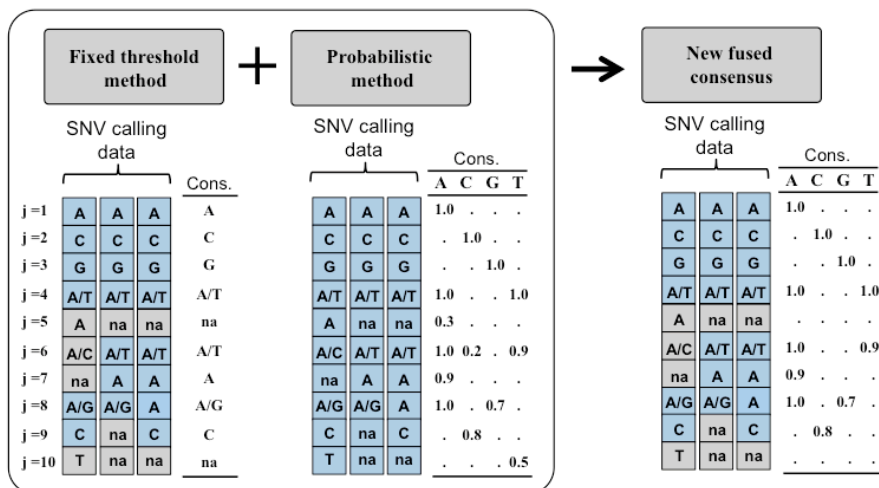 Fixed threshold
method
+
Probabilistic
method
New fused
consensus
SNV calling
data
Cons.
j =1 A A A A
j =2 C C C C
j =3 G G G G
j =4 A/T A/T A/T A/T
j =5 A na na na
j =6 A/C A/T A/T A/T
j =7 na A A A
j =8 A/G A/G A A/G
j =9 C na C C
j =10 T na na na
SNV calling
data
Cons.
A C G T
A A A 1.0 . . .
C C C . 1.0 . .
G G G . . 1.0 .
A/T A/T A/T 1.0 . . 1.0
A na na 0.3 . . .
A/C A/T A/T 1.0 0.2 . 0.9
na A A 0.9 . . .
A/G A/G A 1.0 . 0.7 .
C na C . 0.8 . .
T na na . . . 0.5
SNV calling
data
Cons.
A C G T
A A A 1.0 . . .
C C C . 1.0 . .
G G G . . 1.0 .
A/T A/T A/T 1.0 . . 1.0
A na na . . . .
A/C A/T A/T 1.0 . . 0.9
na A A 0.9 . . .
A/G A/G A 1.0 . 0.7 .
C na C . 0.8 . .
T na na . . . .